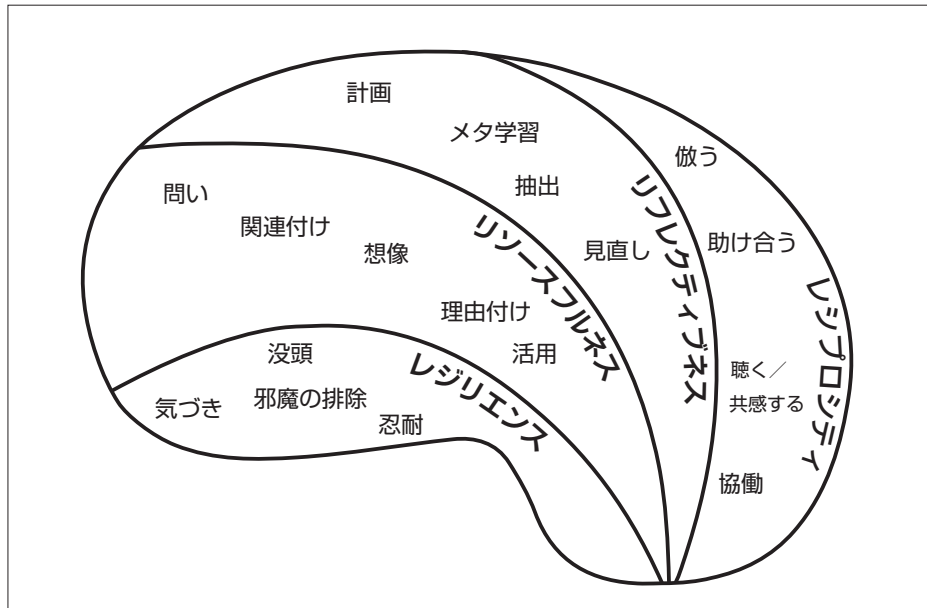 計画
メタ学習
抽出
見直し
リフレクティブネス
倣う
助け合う
聴く／
共感する
協働
レシプロシティ
問い
関連付け
想像
理由付け
活用
リソースフルネス
没頭
気づき
邪魔の排除
忍耐
レジリエンス